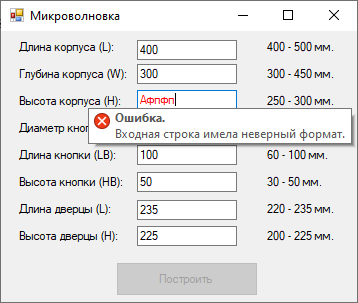 Микроволновка
Длина корпуса (L): 400 400 - 500 мм.
Глубина корпуса (W): 300 300 - 450 мм.
Высота корпуса (H): Афпфп 250 - 300 мм.
Диаметр кноп
Ошибка.
Входная строка имела неверный формат.
Длина кнопки (LB): 100 60 - 100 мм.
Высота кнопки (HB): 50 30 - 50 мм.
Длина дверцы (L): 235 220 - 235 мм.
Высота дверцы (H): 225 200 - 225 мм.
Построить